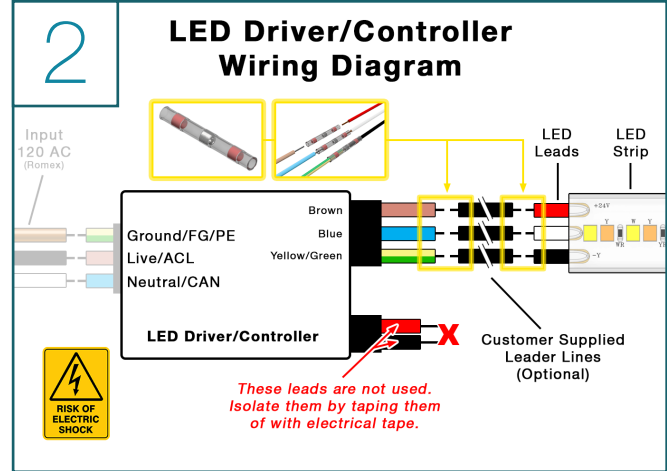 2
LED Driver/Controller
Wiring Diagram
Input
120 AC
(Romex)
LED
Leads
LED
Strip
Brown
Blue
Yellow/Green
Ground/FG/PE
Live/ACL
Neutral/CAN
LED Driver/Controller
+24V
Y
W
Y
WR
YR
-Y
X
Customer Supplied
Leader Lines
(Optional)
These leads are not used.
Isolate them by taping them
of with electrical tape.
RISK OF
ELECTRIC
SHOCK